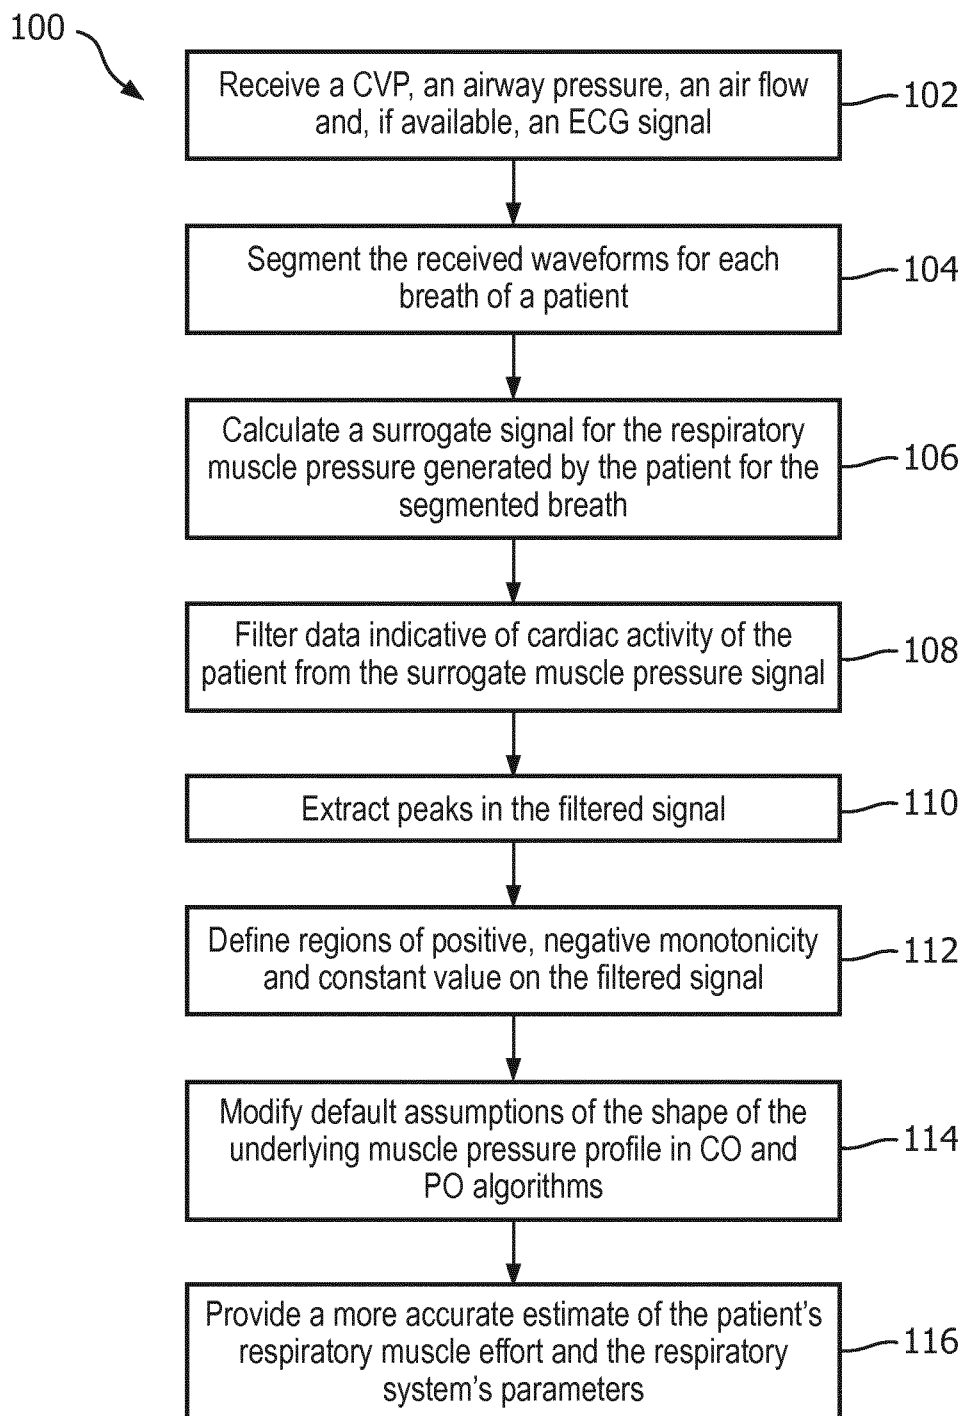 100
Receive a CVP, an airway pressure, an air flow
and, if available, an ECG signal
102
Segment the received waveforms for each
breath of a patient
104
Calculate a surrogate signal for the respiratory
muscle pressure generated by the patient for the
segmented breath
106
Filter data indicative of cardiac activity of the
patient from the surrogate muscle pressure signal
108
Extract peaks in the filtered signal
110
Define regions of positive, negative monotonicity
and constant value on the filtered signal
112
Modify default assumptions of the shape of the
underlying muscle pressure profile in CO and
PO algorithms
114
Provide a more accurate estimate of the patient's
respiratory muscle effort and the respiratory
system's parameters
116